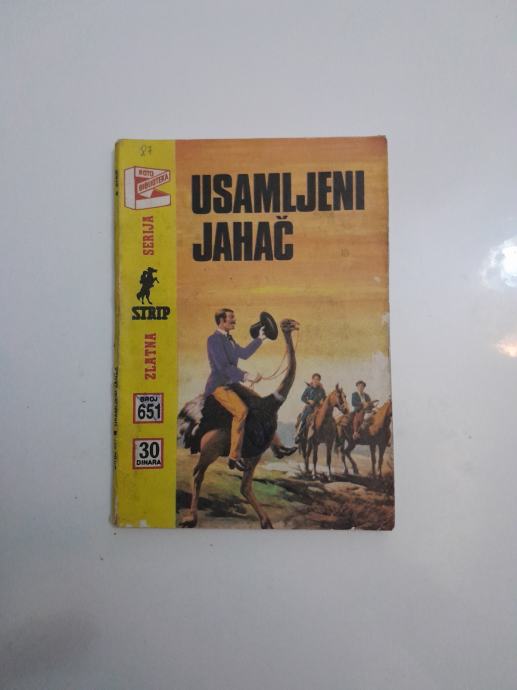 87
ROTO
BIBLIOTEKA
ZLATNA STRIP SERIJA
BROJ
651
30
DINARA
USAMLJENI
JAHAČ